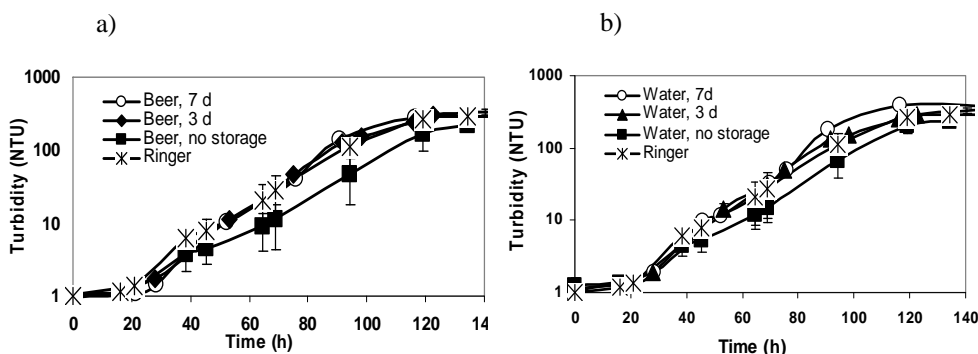 a)
1000
100
10
1
Turbidity (NTU)
Beer, 7 d
Beer, 3 d
Beer, no storage
Ringer
0 20 40 60 80 100 120 14
Time (h)
b)
1000
100
10
1
Turbidity (NTU)
Water, 7d
Water, 3 d
Water, no storage
Ringer
0 20 40 60 80 100 120 140
Time (h)